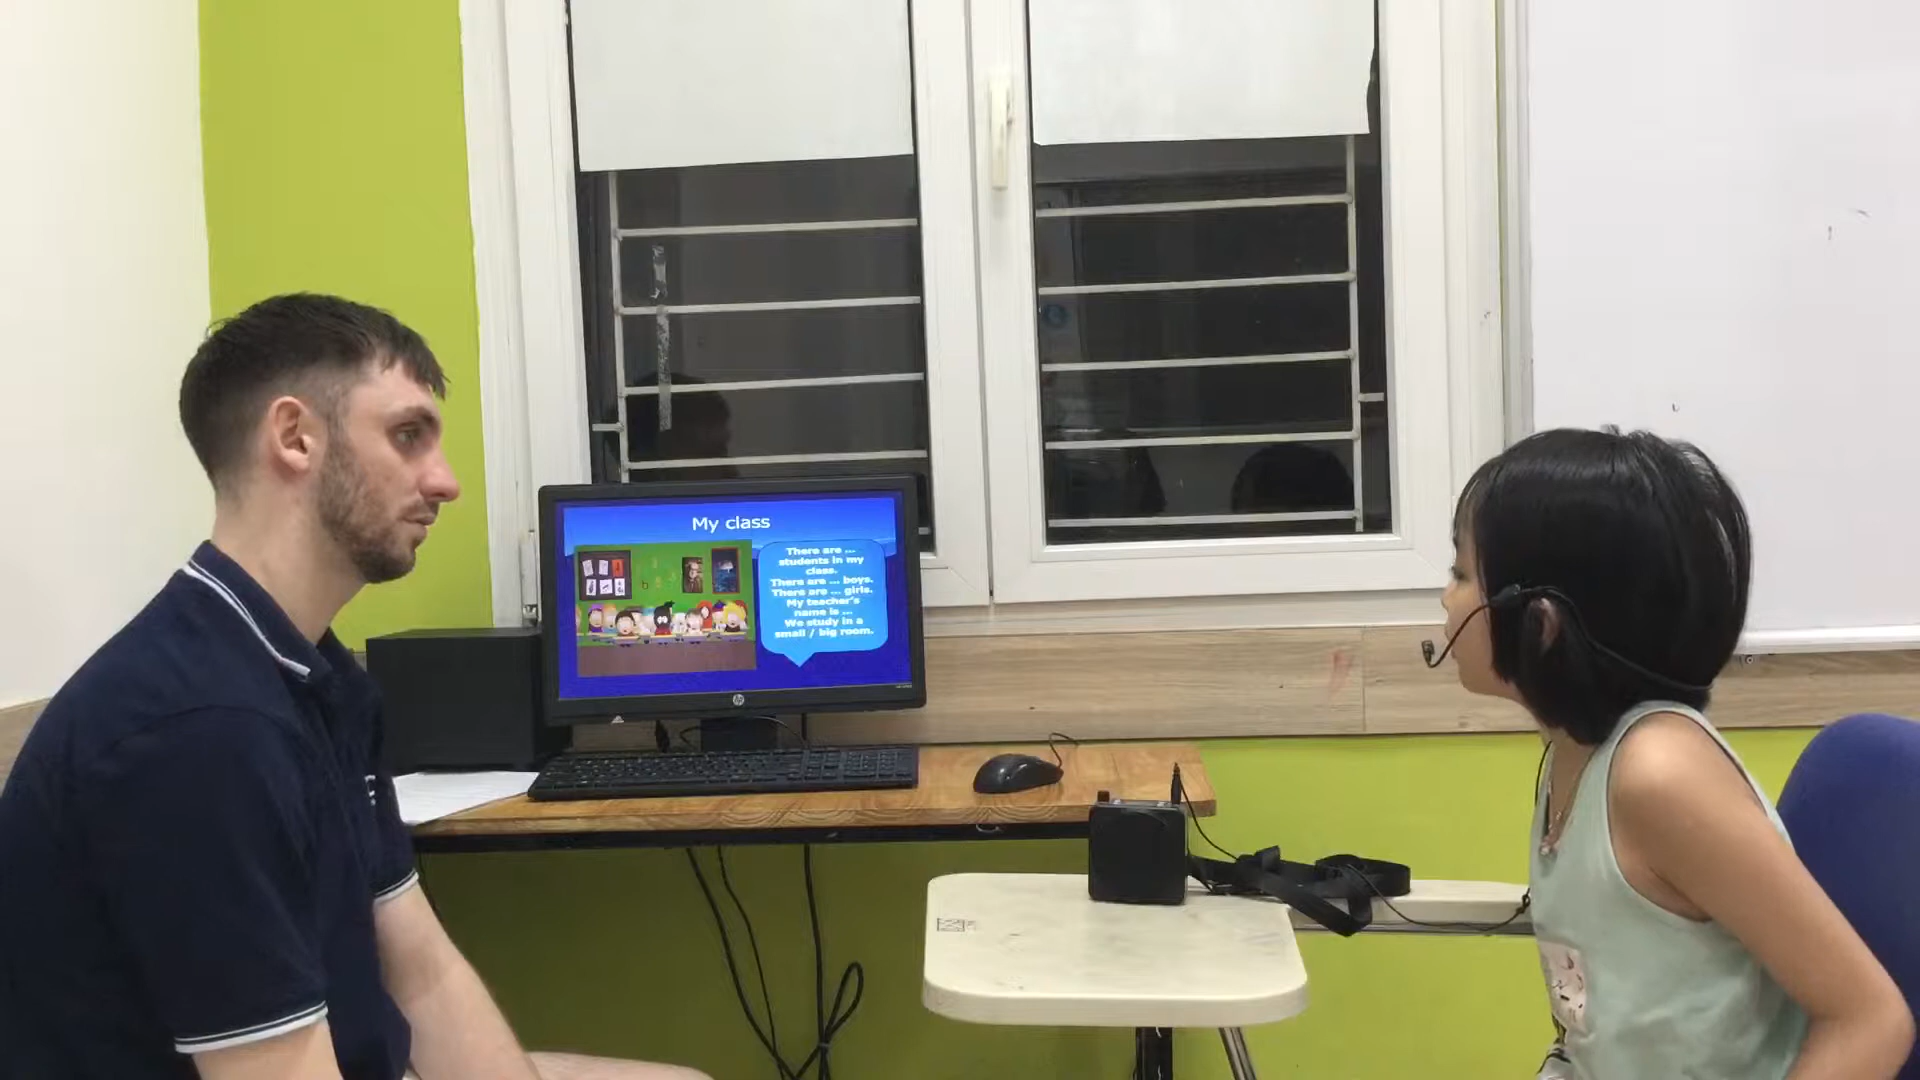 My class
There are ...
students in my
class.
There are ... boys.
There are ... girls.
My teacher's
name is ...
We study in a
small / big room.
hp